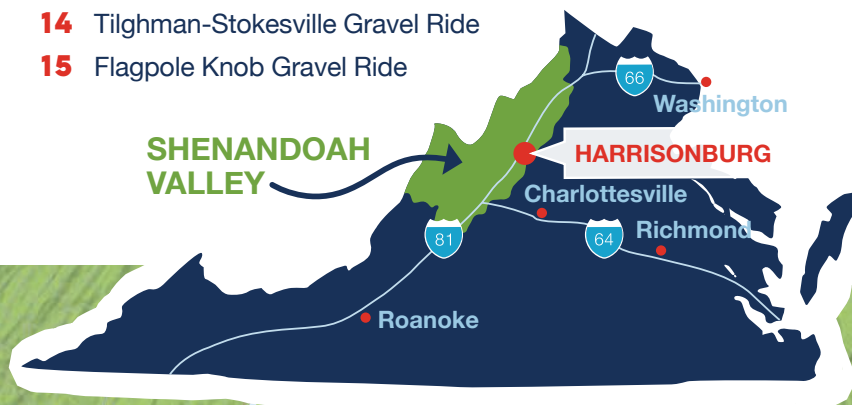 14 Tilghman-Stokesville Gravel Ride
15 Flagpole Knob Gravel Ride
66
Washington
SHENANDOAH
VALLEY
HARRISONBURG
Charlottesville
81
64
Richmond
Roanoke